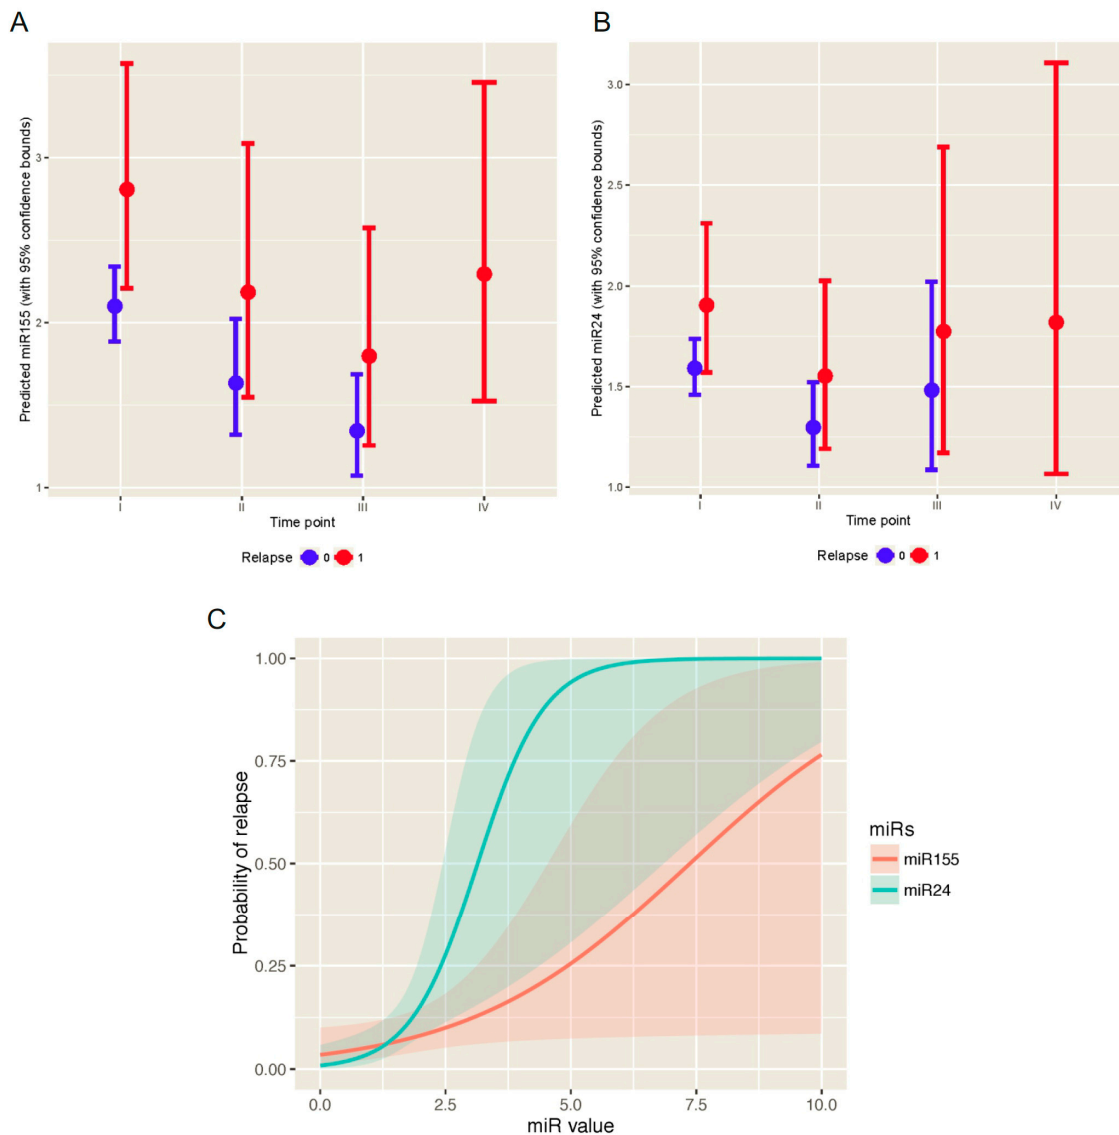 A
Predicted miR155 (with 95% confidence bounds)
3
2
1
I II III IV
Time point
Relapse 0 1
B
Predicted miR24 (with 95% confidence bounds)
3.0
2.5
2.0
1.5
1.0
I II III IV
Time point
Relapse 0 1
C
Probability of relapse
1.00
0.75
0.50
0.25
0.00
0.0 2.5 5.0 7.5 10.0
miR value
miRs
miR155
miR24